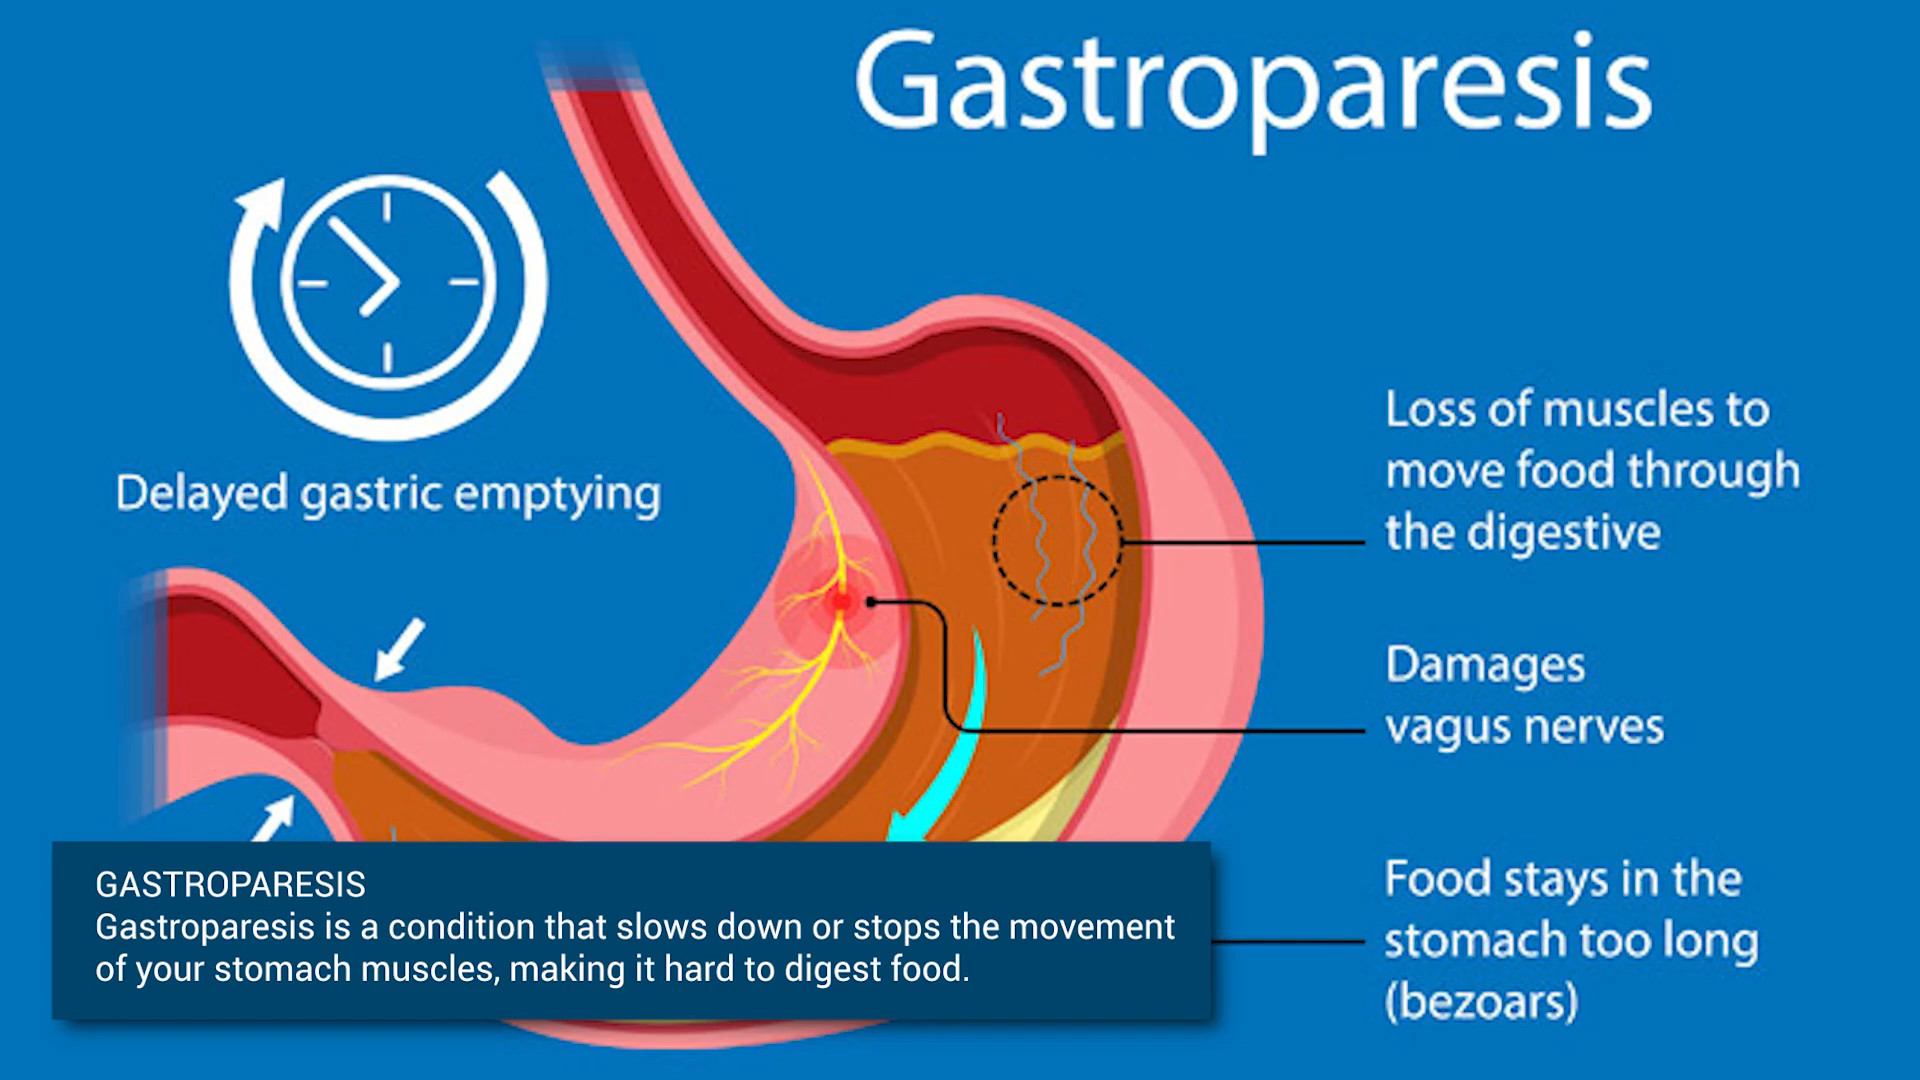 Gastroparesis
Delayed gastric emptying
Loss of muscles to
move food through
the digestive
Damages
vagus nerves
Food stays in the
stomach too long
(bezoars)
GASTROPARESIS
Gastroparesis is a condition that slows down or stops the movement
of your stomach muscles, making it hard to digest food.